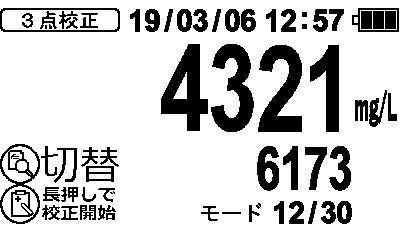 3点校正 19/03/06 12:57
4321 mg/L
切替 6173
長押しで
校正開始
モード 12/30